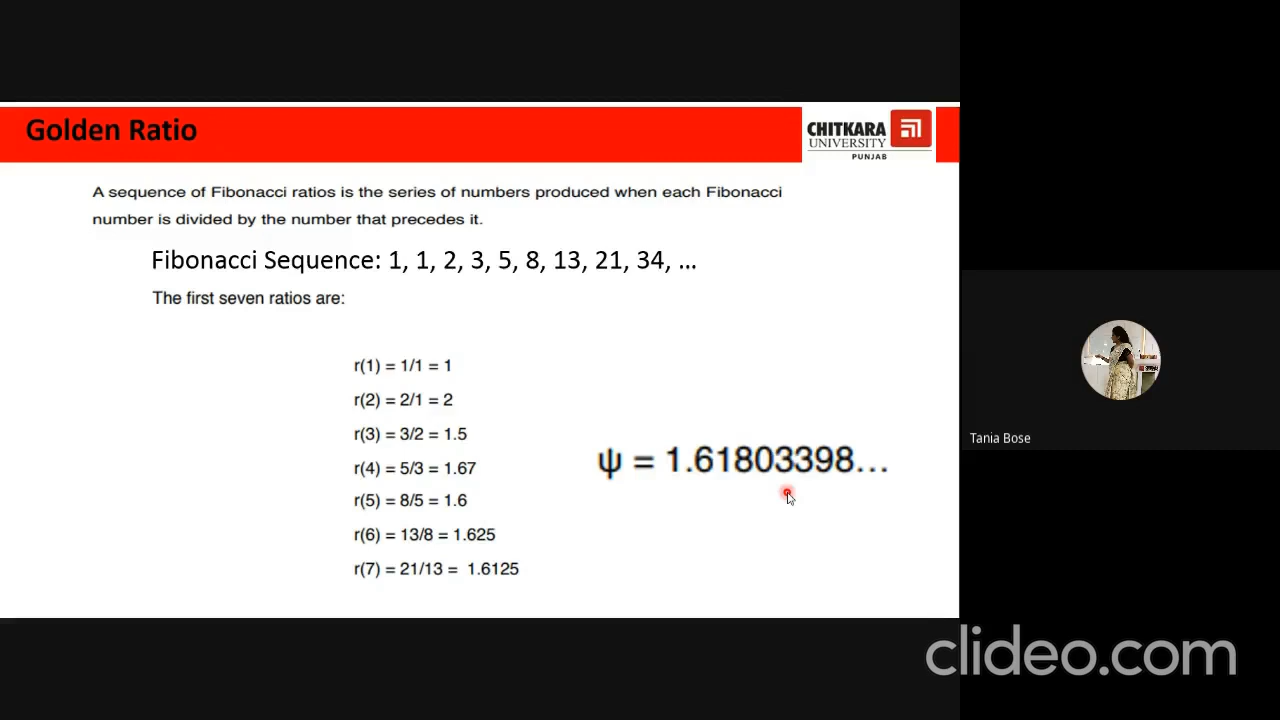 Golden Ratio
CHITKARA
UNIVERSITY
PUNJAB
A sequence of Fibonacci ratios is the series of numbers produced when each Fibonacci
number is divided by the number that precedes it.
Fibonacci Sequence: 1, 1, 2, 3, 5, 8, 13, 21, 34, ...
The first seven ratios are:
r(1) = 1/1 = 1
r(2) = 2/1 = 2
r(3) = 3/2 = 1.5
r(4) = 5/3 = 1.67
r(5) = 8/5 = 1.6
r(6) = 13/8 = 1.625
r(7) = 21/13 = 1.6125
ψ = 1.61803398...
Tania Bose
clideo.com